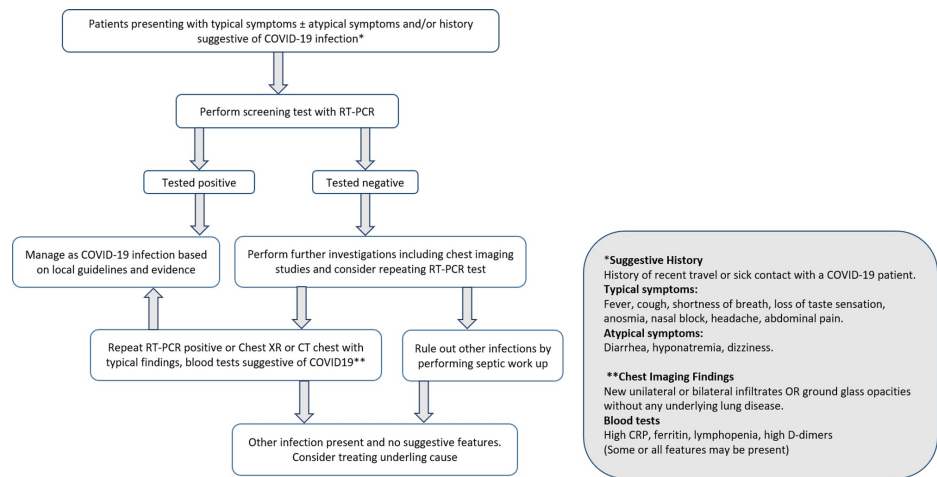 Patients presenting with typical symptoms ± atypical symptoms and/or history
suggestive of COVID-19 infection*
Perform screening test with RT-PCR
Tested positive
Tested negative
Manage as COVID-19 infection based
on local guidelines and evidence
Perform further investigations including chest imaging
studies and consider repeating RT-PCR test
Repeat RT-PCR positive or Chest XR or CT chest with
typical findings, blood tests suggestive of COVID19**
Rule out other infections by
performing septic work up
Other infection present and no suggestive features.
Consider treating underling cause
*Suggestive History
History of recent travel or sick contact with a COVID-19 patient.
Typical symptoms:
Fever, cough, shortness of breath, loss of taste sensation,
anosmia, nasal block, headache, abdominal pain.
Atypical symptoms:
Diarrhea, hyponatremia, dizziness.
**Chest Imaging Findings
New unilateral or bilateral infiltrates OR ground glass opacities
without any underlying lung disease.
Blood tests
High CRP, ferritin, lymphopenia, high D-dimers
(Some or all features may be present)